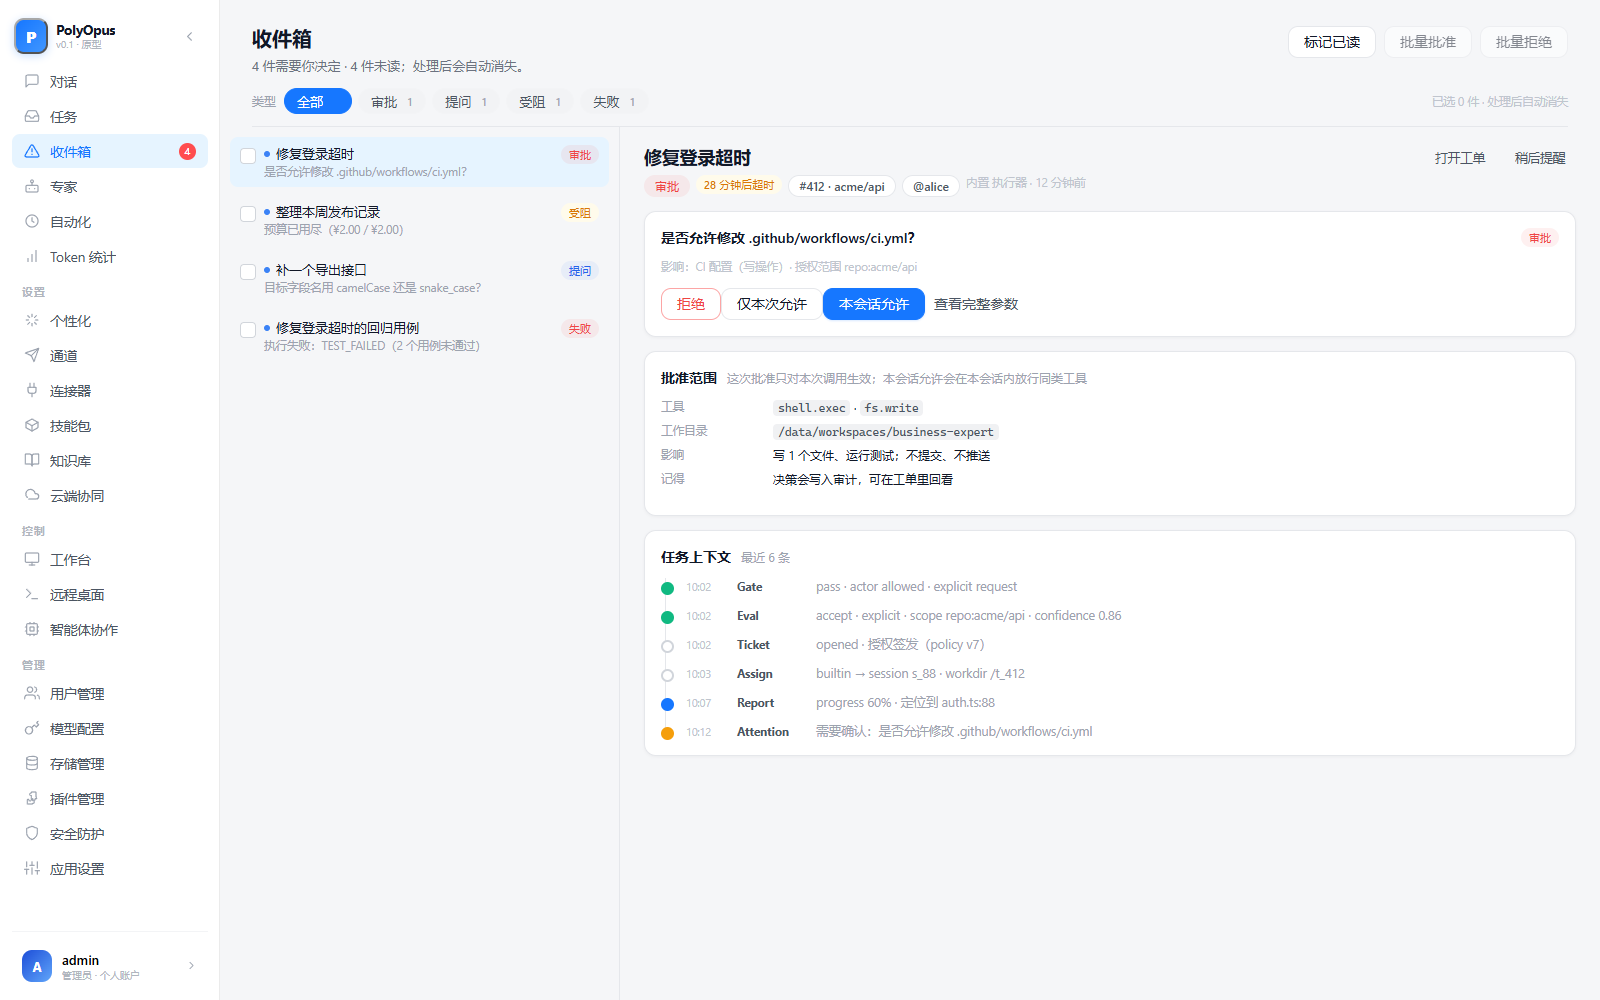 P
PolyOpus
v0.1 · 原型
对话
任务
收件箱 4
专家
自动化
Token 统计
设置
个性化
通道
连接器
技能包
知识库
云端协同
控制
工作台
远程桌面
智能体协作
管理
用户管理
模型配置
存储管理
插件管理
安全防护
应用设置
A
admin
管理员 · 个人账户
收件箱
4 件需要你决定 · 4 件未读；处理后会自动消失。
标记已读 批量批准 批量拒绝
类型 全部 审批 1 提问 1 受阻 1 失败 1
已选 0 件 · 处理后自动消失
修复登录超时 审批
是否允许修改 .github/workflows/ci.yml？
整理本周发布记录 受阻
预算已用尽（¥2.00 / ¥2.00）
补一个导出接口 提问
目标字段名用 camelCase 还是 snake_case？
修复登录超时的回归用例 失败
执行失败：TEST_FAILED（2 个用例未通过）
修复登录超时 打开工单 稍后提醒
审批 28 分钟后超时 #412 · acme/api @alice 内置 执行器 · 12 分钟前
是否允许修改 .github/workflows/ci.yml？ 审批
影响：CI 配置（写操作） · 授权范围 repo:acme/api
拒绝 仅本次允许 本会话允许 查看完整参数
批准范围 这次批准只对本次调用生效；本会话允许会在本会话内放行同类工具
工具 shell.exec · fs.write
工作目录 /data/workspaces/business-expert
影响 写 1 个文件、运行测试；不提交、不推送
记得 决策会写入审计，可在工单里回看
任务上下文 最近 6 条
10:02 Gate pass · actor allowed · explicit request
10:02 Eval accept · explicit · scope repo:acme/api · confidence 0.86
10:02 Ticket opened · 授权签发（policy v7）
10:03 Assign builtin → session s_88 · workdir /t_412
10:07 Report progress 60% · 定位到 auth.ts:88
10:12 Attention 需要确认：是否允许修改 .github/workflows/ci.yml